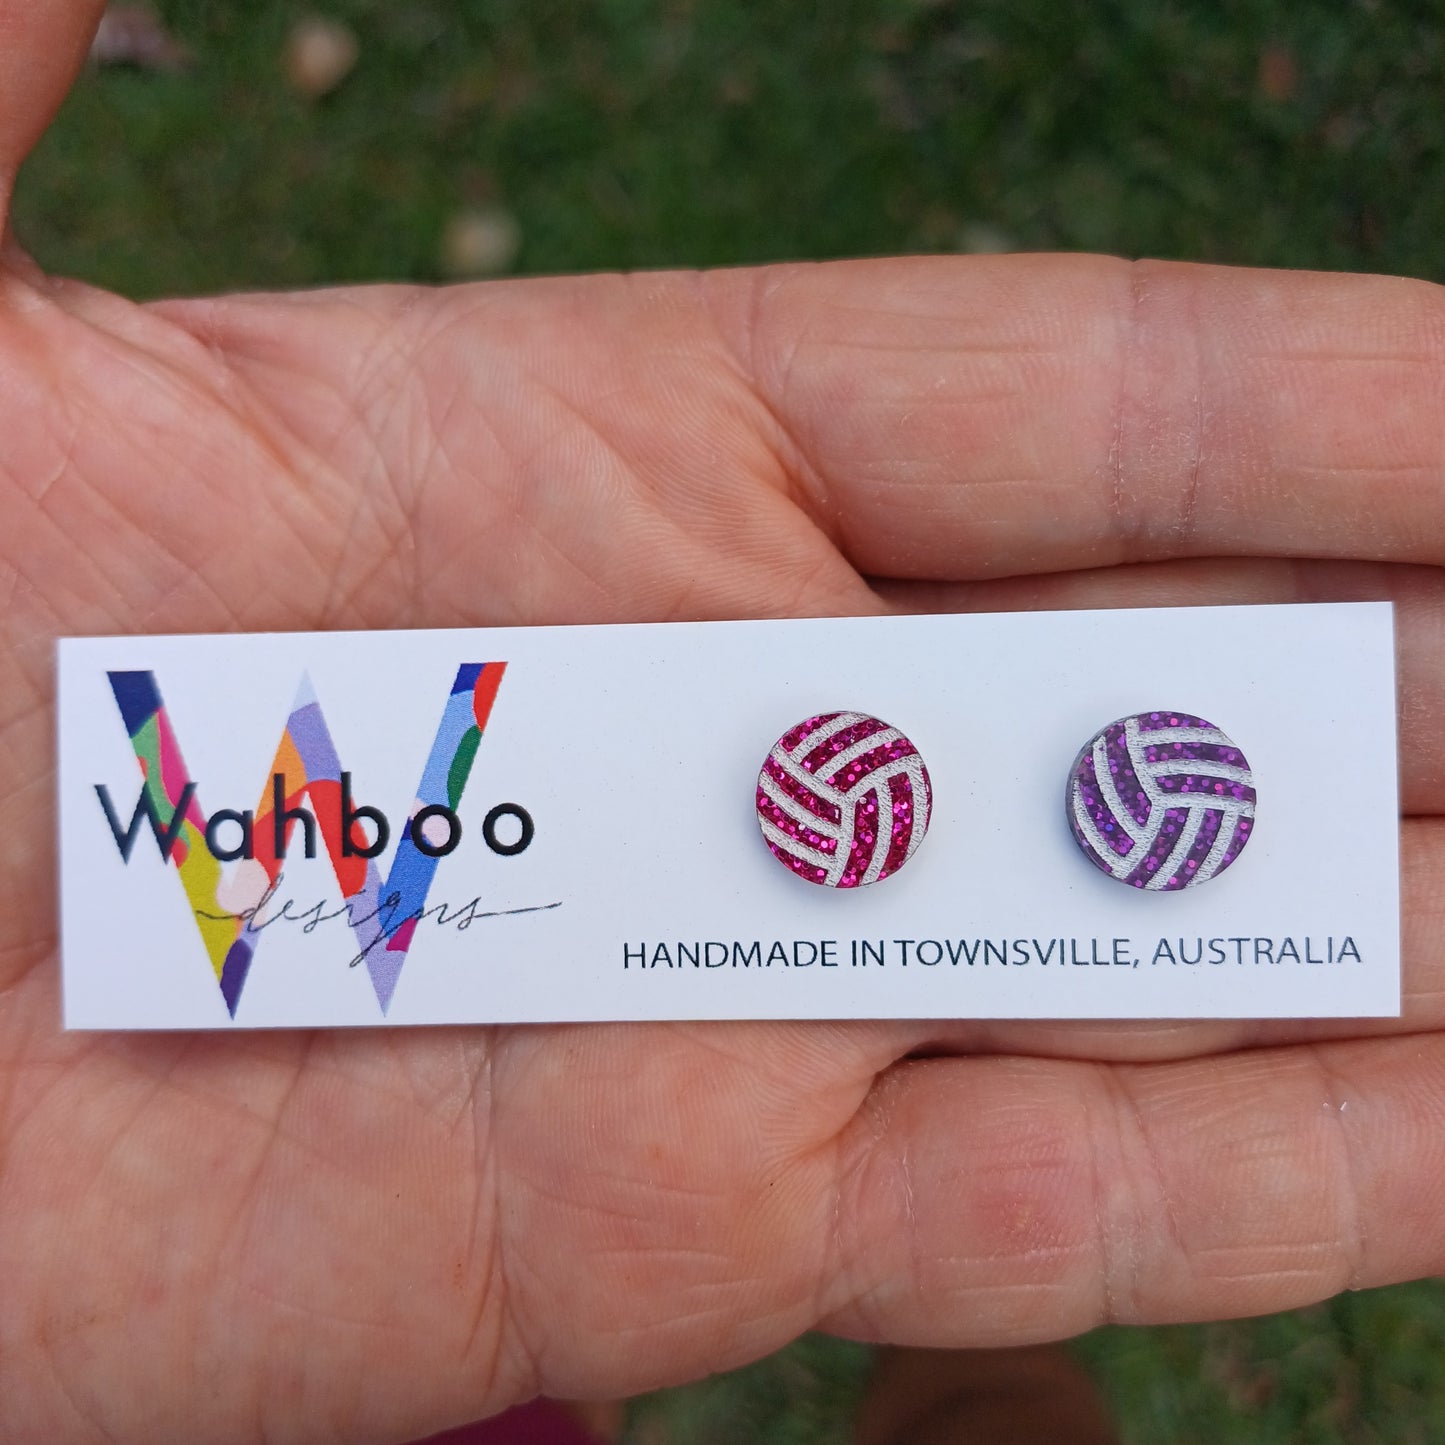 Wahboo
designs
HANDMADE IN TOWNSVILLE, AUSTRALIA